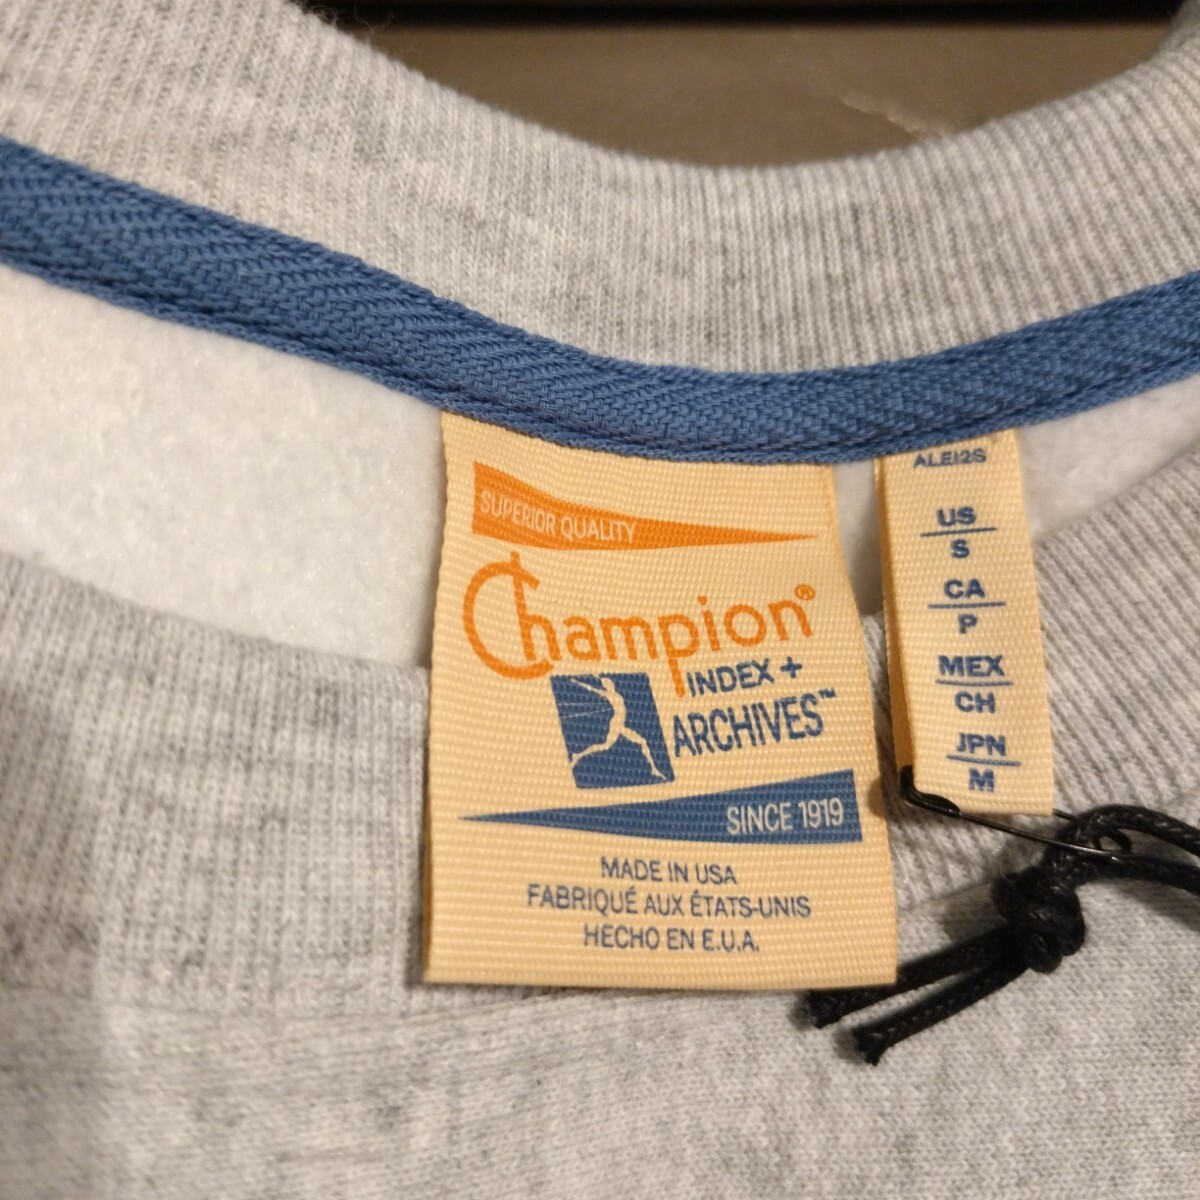 SUPERIOR QUALITY
Champion®
INDEX +
ARCHIVES™
SINCE 1919
MADE IN USA
FABRIQUÉ AUX ÉTATS-UNIS
HECHO EN E.U.A.
ALE12S
US
S
CA
P
MEX
CH
JPN
M